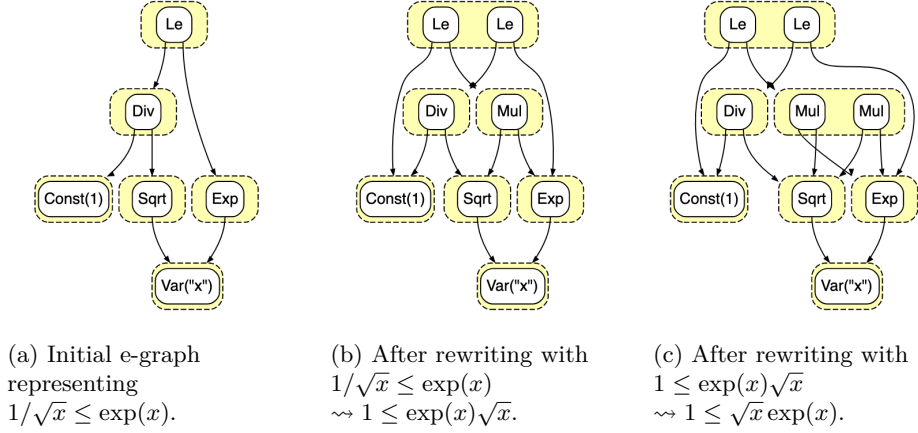 Le
Div
Const(1) Sqrt Exp
Var("x")
(a) Initial e-graph
representing
1/√x ≤ exp(x).
Le Le
Div Mul
Const(1) Sqrt Exp
Var("x")
(b) After rewriting with
1/√x ≤ exp(x)
⇝ 1 ≤ exp(x)√x.
Le Le
Div Mul Mul
Const(1) Sqrt Exp
Var("x")
(c) After rewriting with
1 ≤ exp(x)√x
⇝ 1 ≤ √x exp(x).